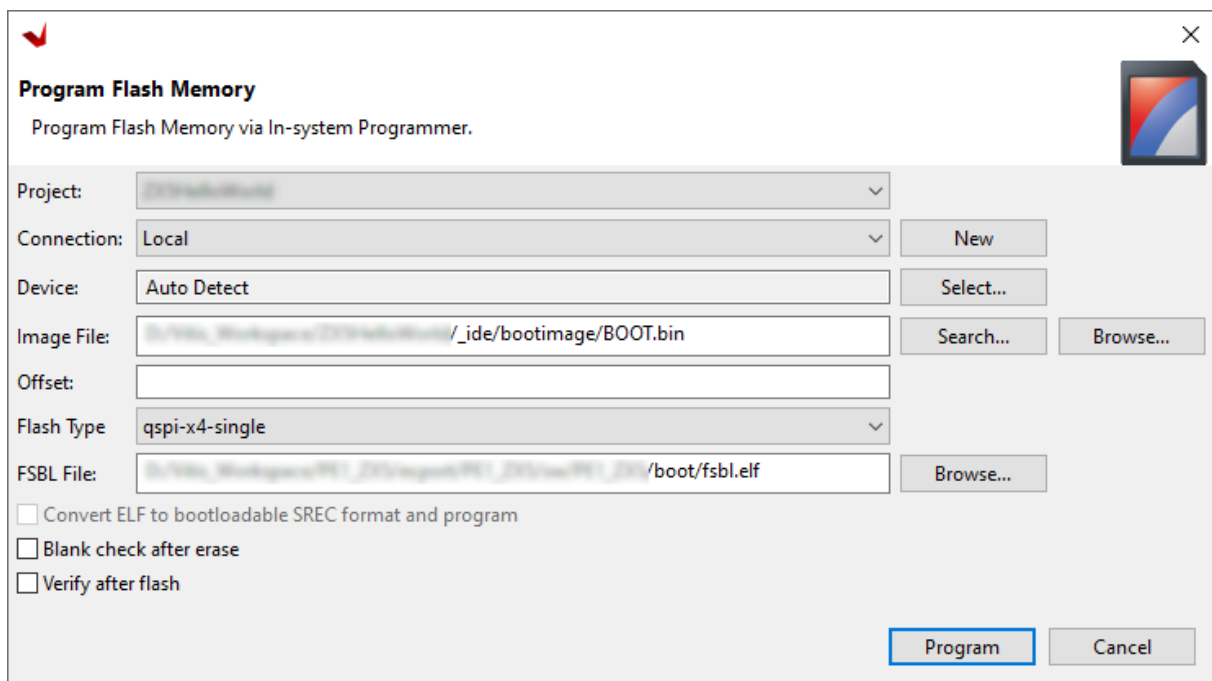 Program Flash Memory
Program Flash Memory via In-system Programmer.
Project:
Connection: Local New
Device: Auto Detect Select...
Image File: /_ide/bootimage/BOOT.bin Search... Browse...
Offset:
Flash Type qspi-x4-single
FSBL File: /boot/fsbl.elf Browse...
Convert ELF to bootloadable SREC format and program
Blank check after erase
Verify after flash
Program Cancel